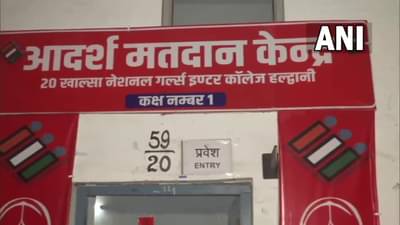 ANI
आदर्श मतदान केन्द्र
20 खालसा नेशनल गर्ल्स इण्टर कॉलेज हल्द्वानी
कक्ष नम्बर 1
59
20
प्रवेश
ENTRY